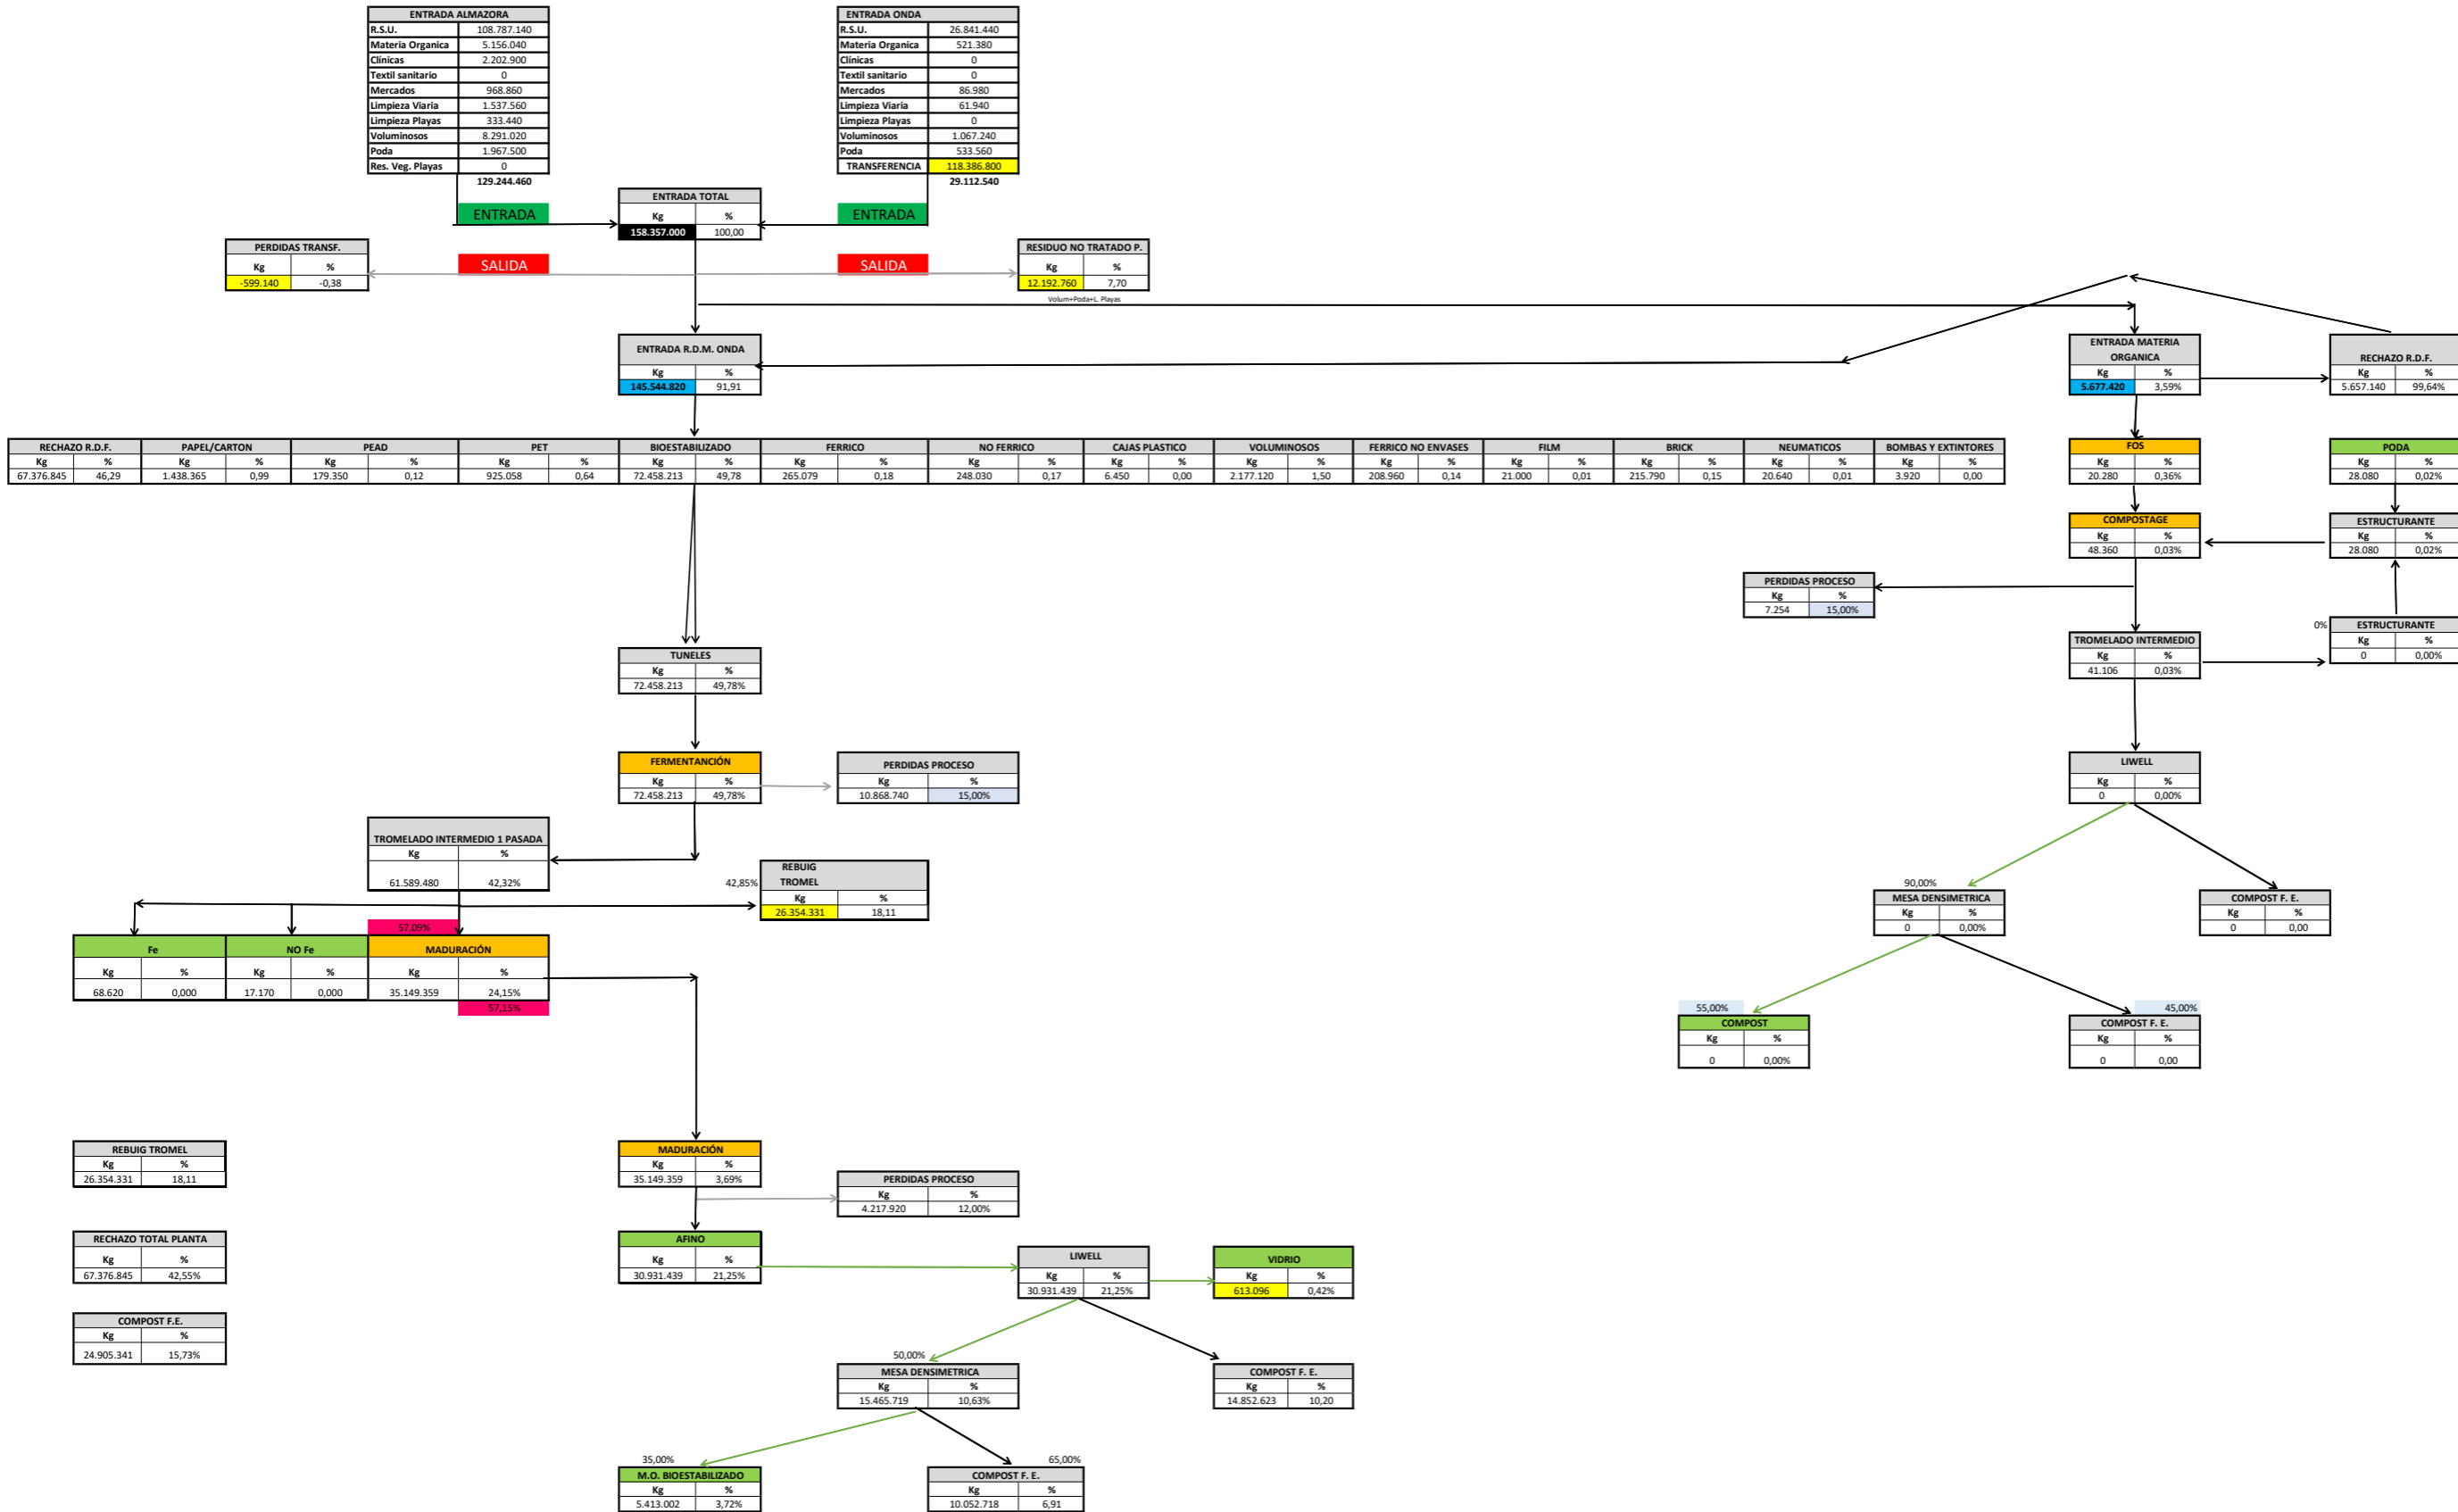 ENTRADA ALMAZORA
R.S.U. 108.787.140
Materia Organica 5.156.040
Clínicas 2.202.900
Textil sanitario 0
Mercados 968.860
Limpieza Viaria 1.537.560
Limpieza Playas 333.440
Voluminosos 8.291.020
Poda 1.967.500
Res. Veg. Playas 0
129.244.460
ENTRADA ONDA
R.S.U. 26.841.440
Materia Organica 521.380
Clínicas 0
Textil sanitario 0
Mercados 86.980
Limpieza Viaria 61.940
Limpieza Playas 0
Voluminosos 1.067.240
Poda 533.560
TRANSFERENCIA 118.386.800
29.112.540
ENTRADA
ENTRADA TOTAL
Kg %
158.357.000 100,00
ENTRADA
PERDIDAS TRANSF.
Kg %
-599.140 -0,38
SALIDA
SALIDA
RESIDUO NO TRATADO P.
Kg %
12.192.760 7,70
Volum+Poda+L. Playas
ENTRADA R.D.M. ONDA
Kg %
145.544.820 91,91
ENTRADA MATERIA
ORGANICA
Kg %
5.677.420 3,59%
RECHAZO R.D.F.
Kg %
5.657.140 99,64%
RECHAZO R.D.F. PAPEL/CARTON PEAD PET BIOESTABILIZADO FERRICO NO FERRICO CAJAS PLASTICO VOLUMINOSOS FERRICO NO ENVASES FILM BRICK NEUMATICOS BOMBAS Y EXTINTORES
Kg % Kg % Kg % Kg % Kg % Kg % Kg % Kg % Kg % Kg % Kg % Kg % Kg % Kg %
67.376.845 46,29 1.438.365 0,99 179.350 0,12 925.058 0,64 72.458.213 49,78 265.079 0,18 248.030 0,17 6.450 0,00 2.177.120 1,50 208.960 0,14 21.000 0,01 215.790 0,15 20.640 0,01 3.920 0,00
FOS
Kg %
20.280 0,36%
PODA
Kg %
28.080 0,02%
COMPOSTAGE
Kg %
48.360 0,03%
ESTRUCTURANTE
Kg %
28.080 0,02%
PERDIDAS PROCESO
Kg %
7.254 15,00%
TROMELADO INTERMEDIO
Kg %
41.106 0,03%
0%
ESTRUCTURANTE
Kg %
0 0,00%
TUNELES
Kg %
72.458.213 49,78%
FERMENTANCIÓN
Kg %
72.458.213 49,78%
PERDIDAS PROCESO
Kg %
10.868.740 15,00%
LIWELL
Kg %
0 0,00%
TROMELADO INTERMEDIO 1 PASADA
Kg %
61.589.480 42,32%
42,85%
REBUIG
TROMEL
Kg %
26.354.331 18,11
90,00%
MESA DENSIMETRICA
Kg %
0 0,00%
COMPOST F. E.
Kg %
0 0,00
57,09%
Fe NO Fe MADURACIÓN
Kg % Kg % Kg %
68.620 0,000 17.170 0,000 35.149.359 24,15%
57,15%
55,00%
COMPOST
Kg %
0 0,00%
45,00%
COMPOST F. E.
Kg %
0 0,00
REBUIG TROMEL
Kg %
26.354.331 18,11
MADURACIÓN
Kg %
35.149.359 3,69%
PERDIDAS PROCESO
Kg %
4.217.920 12,00%
RECHAZO TOTAL PLANTA
Kg %
67.376.845 42,55%
AFINO
Kg %
30.931.439 21,25%
LIWELL
Kg %
30.931.439 21,25%
VIDRIO
Kg %
613.096 0,42%
COMPOST F.E.
Kg %
24.905.341 15,73%
50,00%
MESA DENSIMETRICA
Kg %
15.465.719 10,63%
COMPOST F. E.
Kg %
14.852.623 10,20
35,00%
M.O. BIOESTABILIZADO
Kg %
5.413.002 3,72%
65,00%
COMPOST F. E.
Kg %
10.052.718 6,91